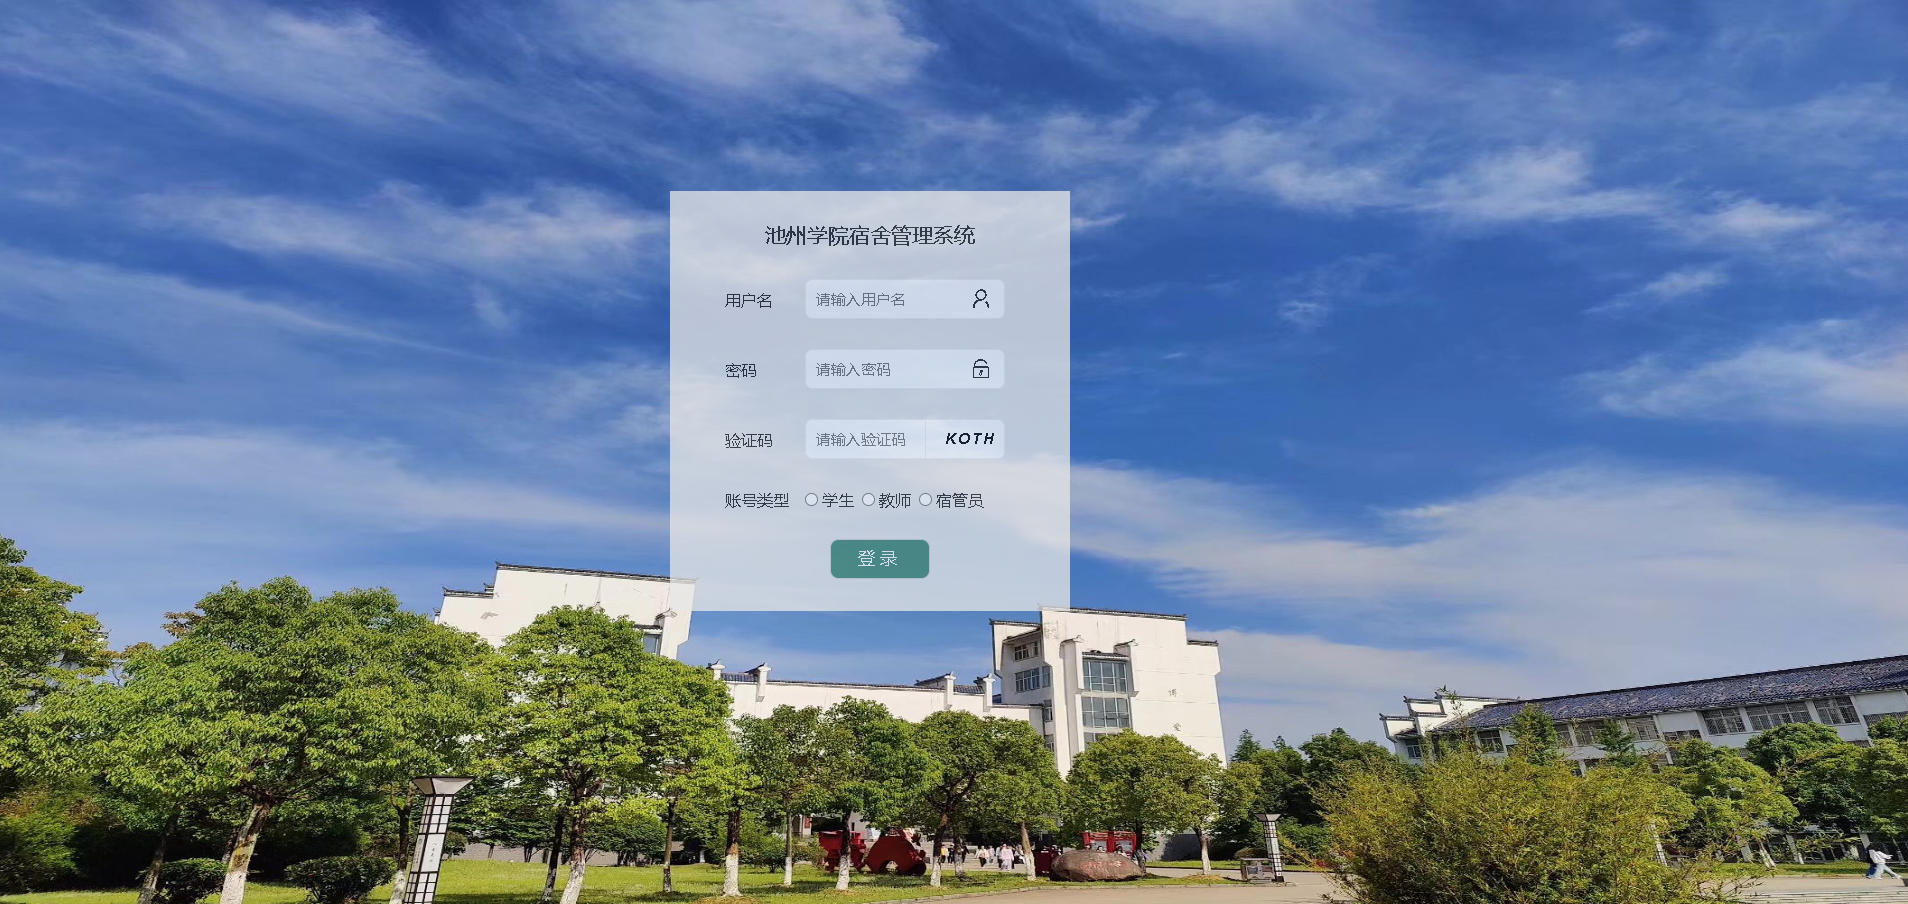 池州学院宿舍管理系统
用户名 请输入用户名
密码 请输入密码
验证码 请输入验证码 KOTH
账号类型 学生 教师 宿管员
登录